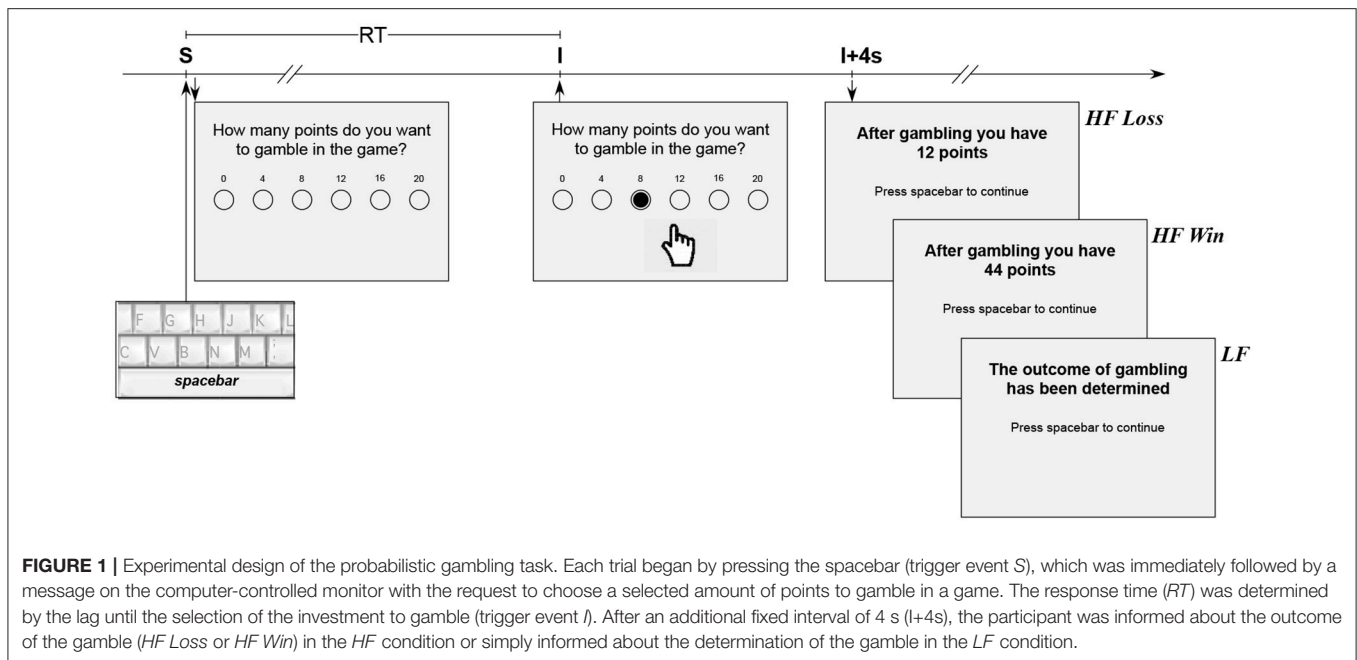 RT
S
I
I+4s
How many points do you want
to gamble in the game?
0 4 8 12 16 20
How many points do you want
to gamble in the game?
0 4 8 12 16 20
After gambling you have
12 points
Press spacebar to continue
HF Loss
After gambling you have
44 points
Press spacebar to continue
HF Win
The outcome of gambling
has been determined
Press spacebar to continue
LF
F G H J K L
C V B N M ;
spacebar
FIGURE 1 | Experimental design of the probabilistic gambling task. Each trial began by pressing the spacebar (trigger event S), which was immediately followed by a
message on the computer-controlled monitor with the request to choose a selected amount of points to gamble in a game. The response time (RT) was determined
by the lag until the selection of the investment to gamble (trigger event I). After an additional fixed interval of 4 s (I+4s), the participant was informed about the outcome
of the gamble (HF Loss or HF Win) in the HF condition or simply informed about the determination of the gamble in the LF condition.